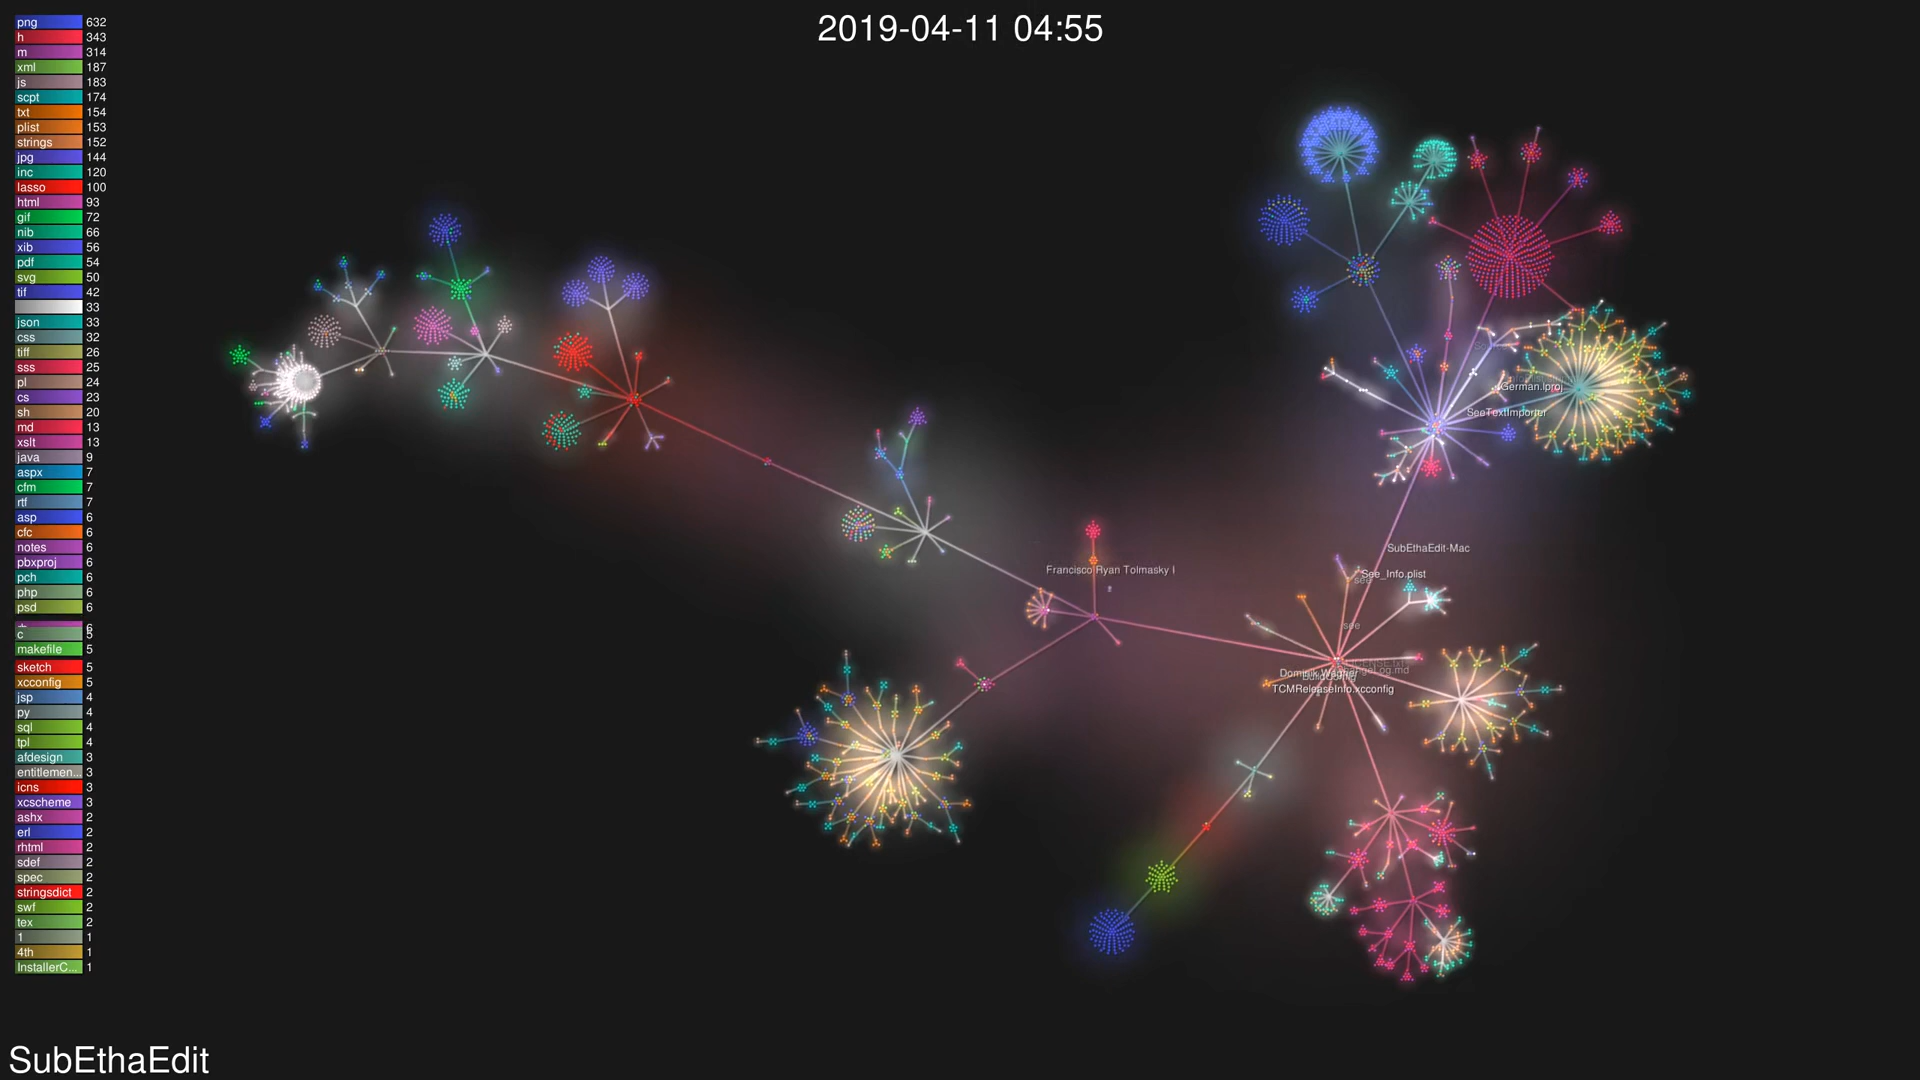 2019-04-11 04:55
png 632
h 343
m 314
xml 187
js 183
scpt 174
txt 154
plist 153
strings 152
jpg 144
inc 120
lasso 100
html 93
gif 72
nib 66
xib 56
pdf 54
svg 50
tif 42
33
json 33
css 32
tiff 26
sss 25
pl 24
cs 23
sh 20
md 13
xslt 13
java 9
aspx 7
cfm 7
rtf 7
asp 6
cfc 6
notes 6
pbxproj 6
pch 6
php 6
psd 6
6
c 5
makefile 5
sketch 5
xcconfig 5
jsp 4
py 4
sql 4
tpl 4
afdesign 3
entitlemen... 3
icns 3
xcscheme 3
ashx 2
erl 2
rhtml 2
sdef 2
spec 2
stringsdict 2
swf 2
tex 2
1 1
4th 1
InstallerC... 1
German.lproj
SeeTextImporter
SubEthaEdit-Mac
Francisco Ryan Tolmasky I
See_Info.plist
see
see
Dominik Wagner
TCMReleaseInfo.xcconfig
SubEthaEdit